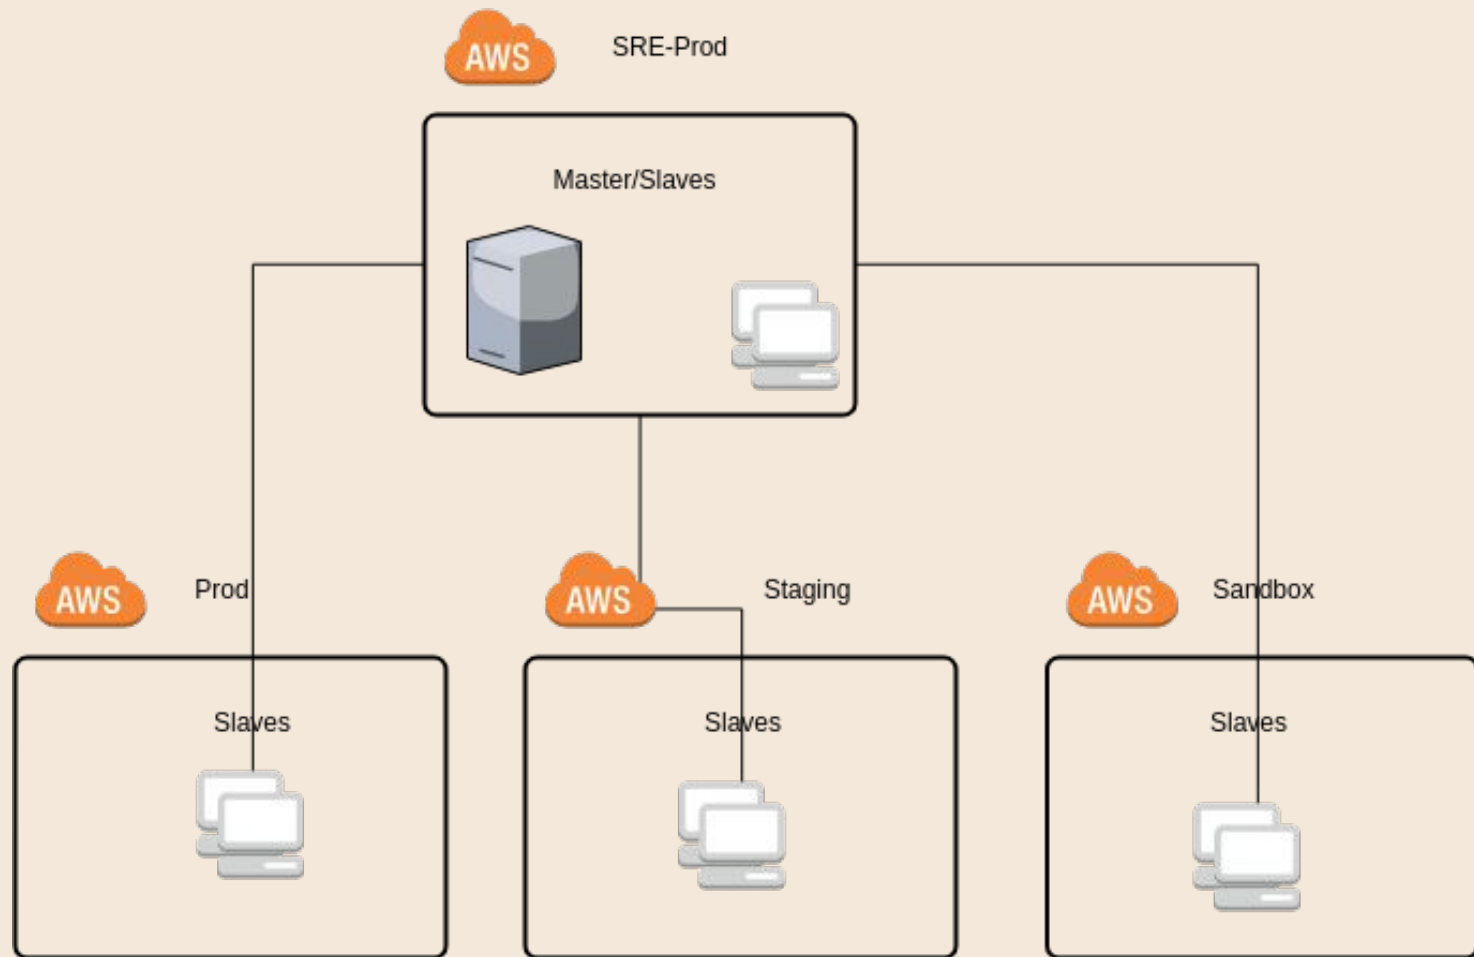 AWS
SRE-Prod
Master/Slaves
AWS
Prod
AWS
Staging
AWS
Sandbox
Slaves
Slaves
Slaves